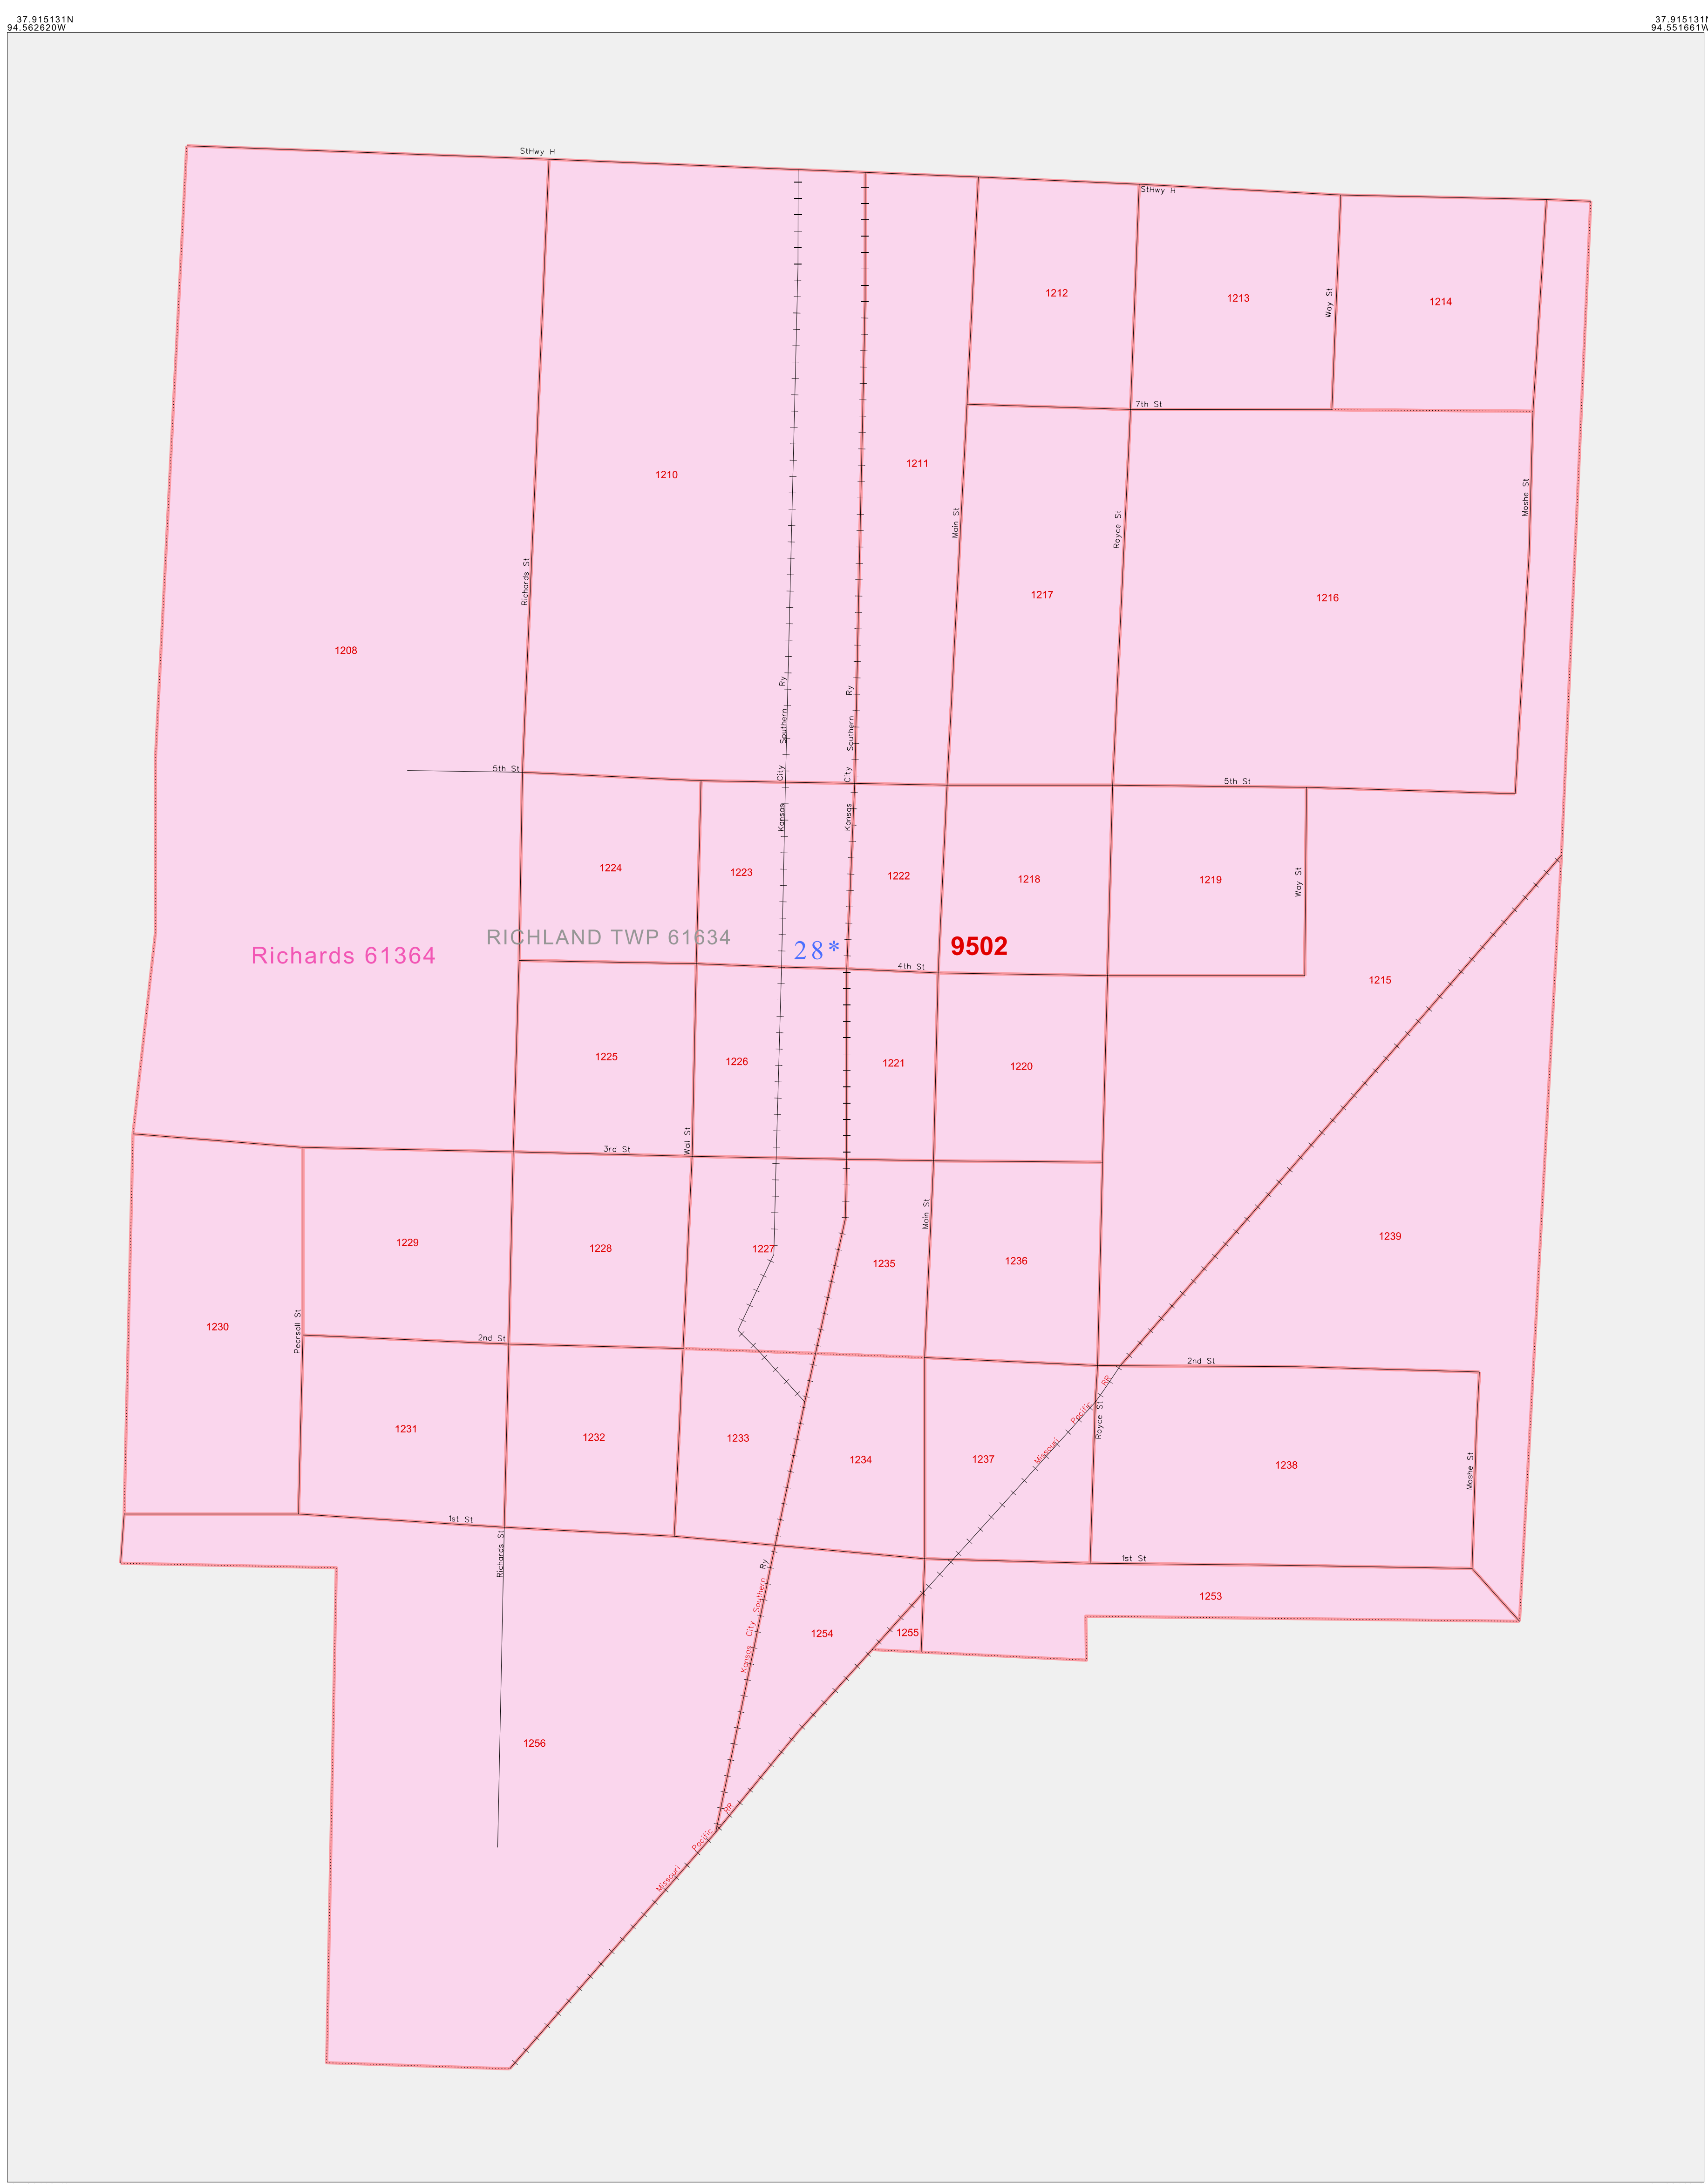 37.915131N
94.562620W
37.915131N
94.551661W
StHwy H
StHwy H
1212
1213
Way St
1214
7th St
1211
1210
Main St
Royce St
Moshe St
Richards St
1217
1216
1208
Kansas City Southern Ry
Kansas City Southern Ry
5th St
5th St
1224
1223
1222
1218
1219
Way St
RICHLAND TWP 61634
Richards 61364
28*
9502
4th St
1215
1225
1226
1221
1220
Wall St
3rd St
Main St
1229
1228
1227
1235
1236
1239
1230
Pearsall St
2nd St
2nd St
Missouri Pacific RR
Royce St
1231
1232
1233
1234
1237
1238
Moshe St
1st St
Richards St
1st St
Kansas City Southern Ry
1253
1254
1255
1256
Missouri Pacific RR